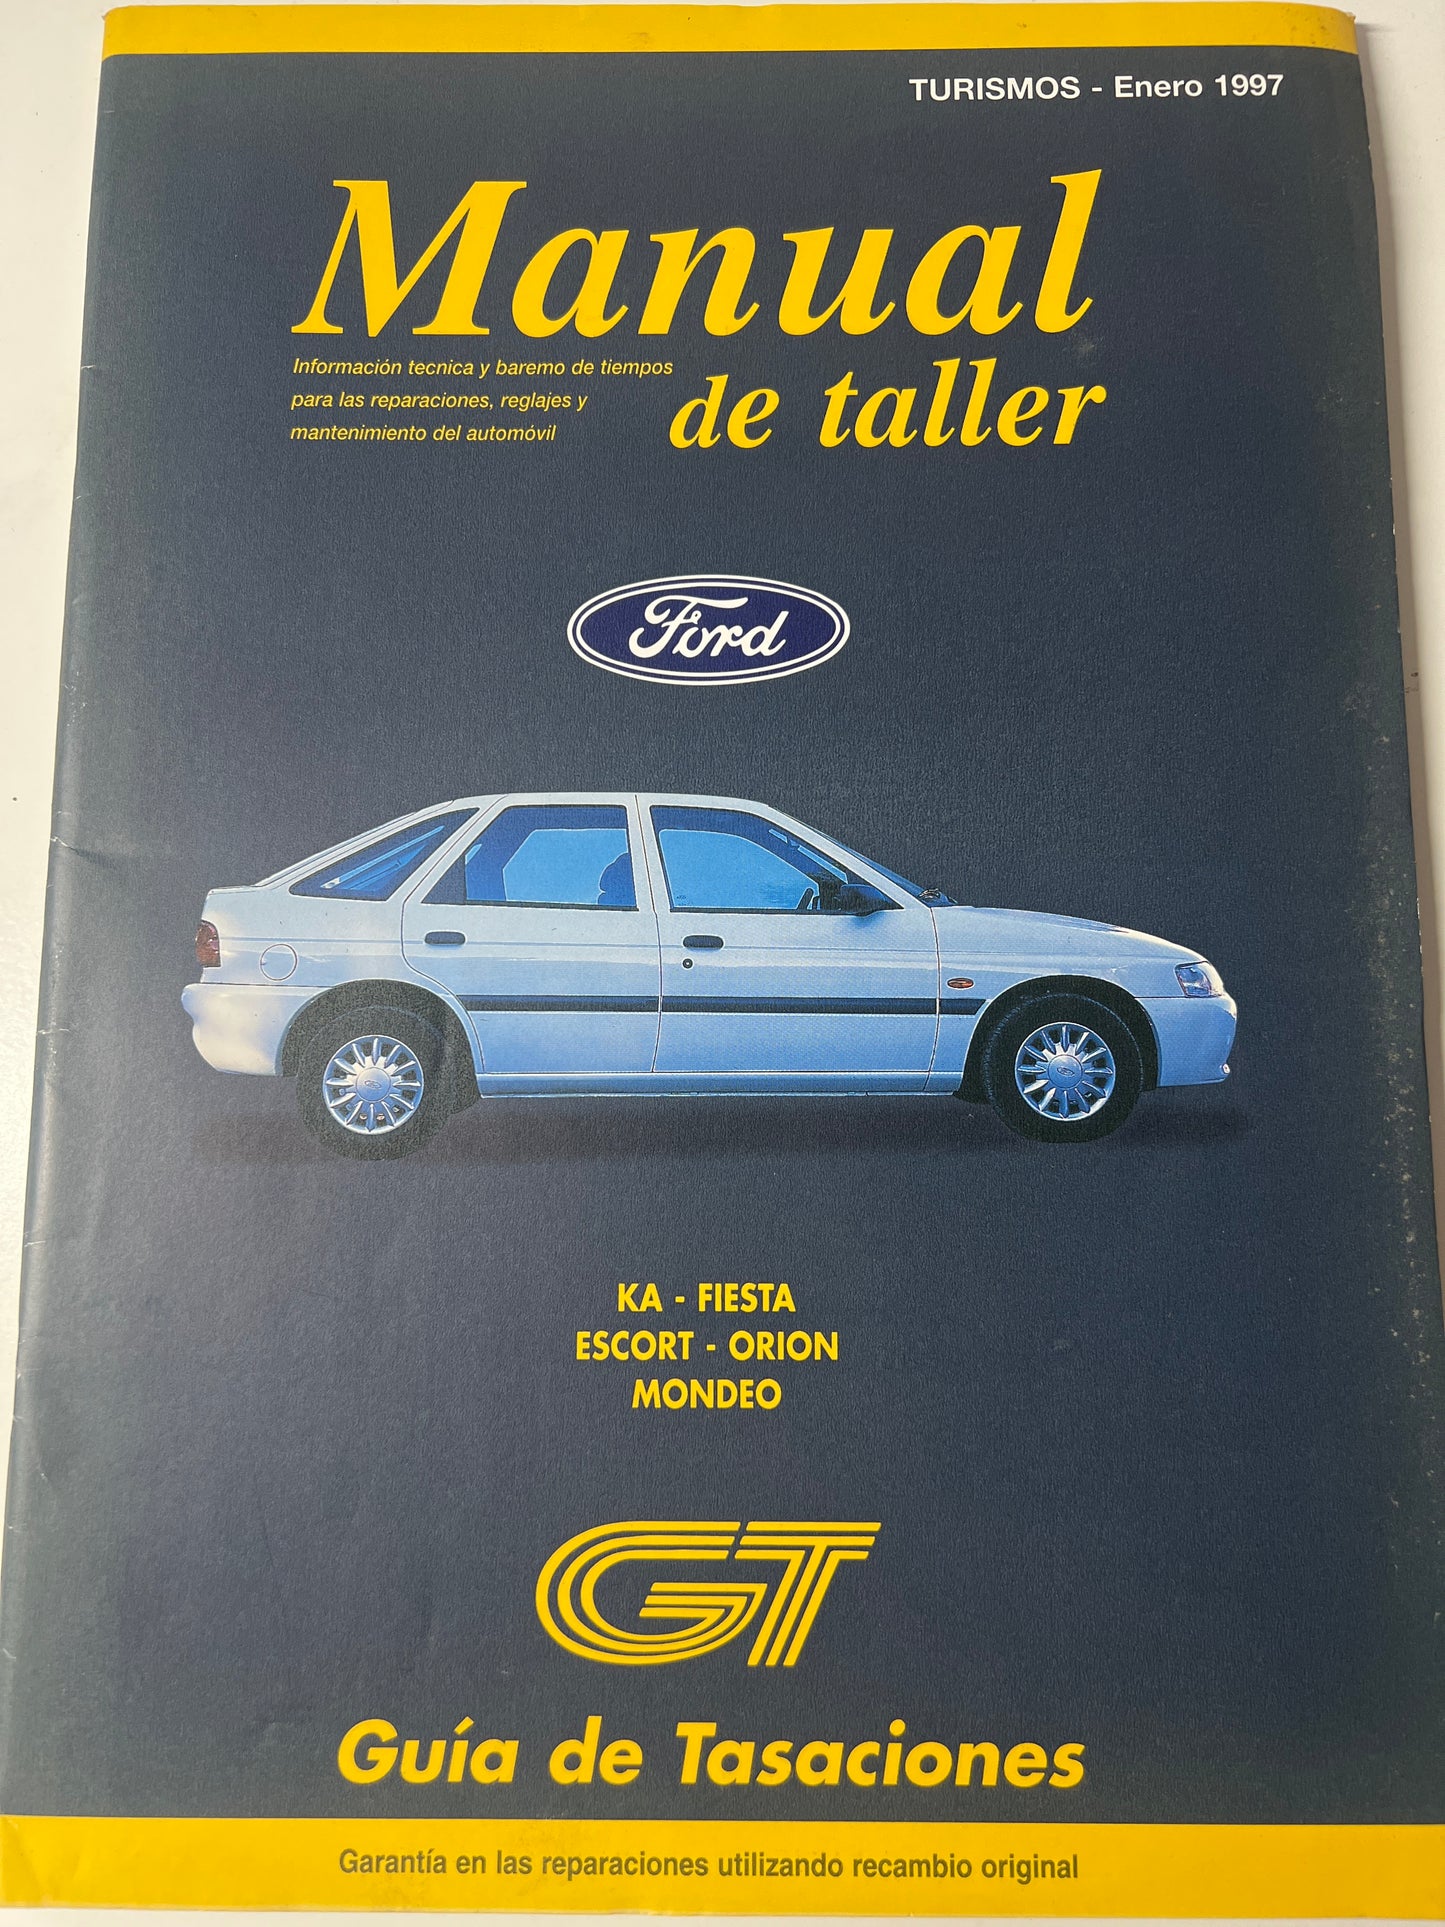 TURISMOS - Enero 1997
Manual
de taller
Información tecnica y baremo de tiempos
para las reparaciones, reglajes y
mantenimiento del automóvil
Ford
KA - FIESTA
ESCORT - ORION
MONDEO
GT
Guía de Tasaciones
Garantía en las reparaciones utilizando recambio original